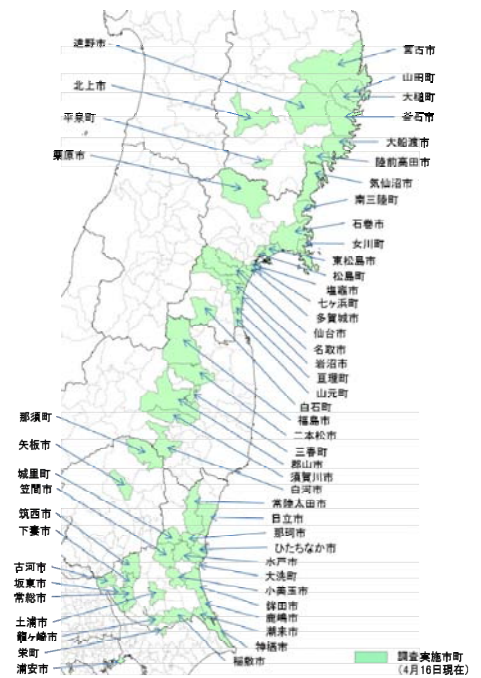 遠野市
北上市
平泉町
栗原市
宮古市
山田町
大槌町
釜石市
大船渡市
陸前高田市
気仙沼市
南三陸町
石巻市
女川町
東松島市
松島町
塩竈市
七ヶ浜町
多賀城市
仙台市
名取市
岩沼市
亘理町
山元町
白石町
福島市
二本松市
三春町
郡山市
須賀川市
白河市
那須町
矢板市
城里町
笠間市
筑西市
下妻市
古河市
坂東市
常総市
土浦市
龍ヶ崎市
栄町
浦安市
常陸太田市
日立市
那珂市
ひたちなか市
水戸市
大洗町
小美玉市
鉾田市
鹿嶋市
潮来市
神栖市
稲敷市
調査実施市町
(4月16日現在)